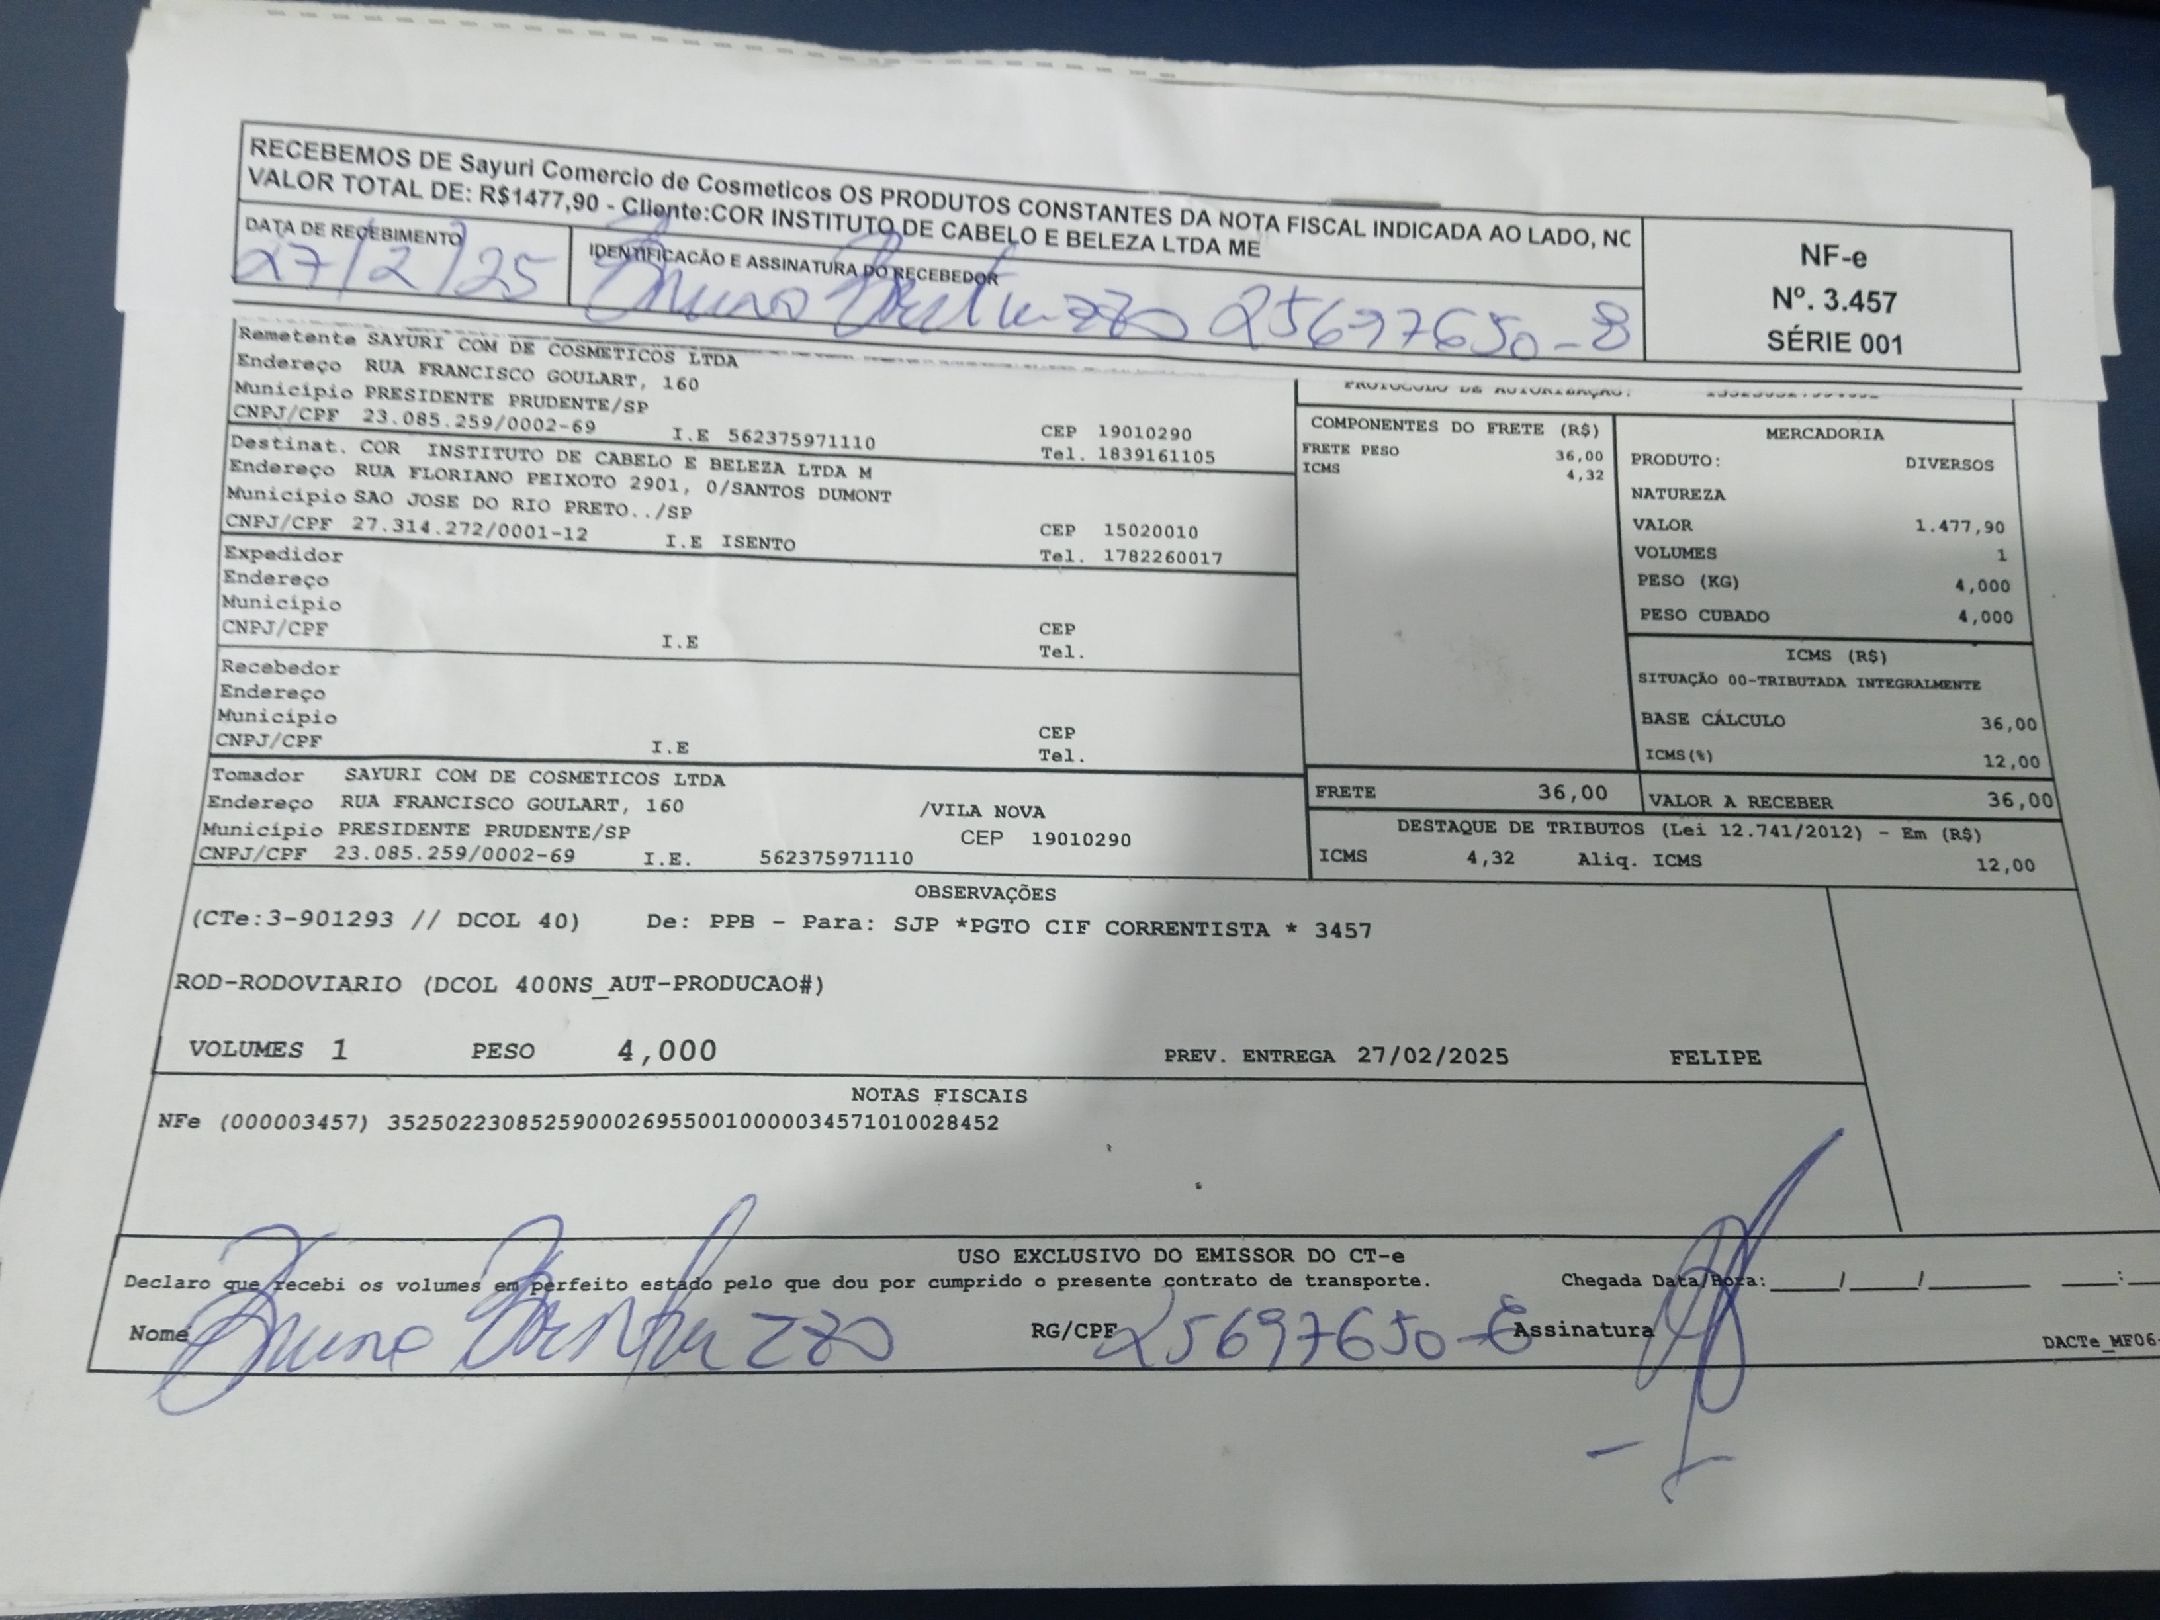 RECEBEMOS DE Sayuri Comercio de Cosmeticos OS PRODUTOS CONSTANTES DA NOTA FISCAL INDICADA AO LADO, NO
VALOR TOTAL DE: R$1477,90 - Cliente:COR INSTITUTO DE CABELO E BELEZA LTDA ME
DATA DE RECEBIMENTO
27/2/25
IDENTIFICACÃO E ASSINATURA DO RECEBEDOR
Bruno 25697650-8
NF-e
Nº. 3.457
SÉRIE 001
Remetente SAYURI COM DE COSMETICOS LTDA
Endereço RUA FRANCISCO GOULART, 160
Município PRESIDENTE PRUDENTE/SP
CNPJ/CPF 23.085.259/0002-69 I.E 562375971110
CEP 19010290
Tel. 1839161105
Destinat. COR INSTITUTO DE CABELO E BELEZA LTDA M
Endereço RUA FLORIANO PEIXOTO 2901, 0/SANTOS DUMONT
Município SAO JOSE DO RIO PRETO../SP
CNPJ/CPF 27.314.272/0001-12 I.E ISENTO
CEP 15020010
Tel. 1782260017
Expedidor
Endereço
Município
CNPJ/CPF I.E
CEP
Tel.
Recebedor
Endereço
Município
CNPJ/CPF I.E
CEP
Tel.
Tomador SAYURI COM DE COSMETICOS LTDA
Endereço RUA FRANCISCO GOULART, 160 /VILA NOVA
Município PRESIDENTE PRUDENTE/SP CEP 19010290
CNPJ/CPF 23.085.259/0002-69 I.E. 562375971110
PROTOCOLO DE AUTORIZAÇÃO:
COMPONENTES DO FRETE (R$)
FRETE PESO 36,00
ICMS 4,32
MERCADORIA
PRODUTO: DIVERSOS
NATUREZA
VALOR 1.477,90
VOLUMES 1
PESO (KG) 4,000
PESO CUBADO 4,000
ICMS (R$)
SITUAÇÃO 00-TRIBUTADA INTEGRALMENTE
BASE CÁLCULO 36,00
ICMS(%) 12,00
FRETE 36,00
VALOR A RECEBER 36,00
DESTAQUE DE TRIBUTOS (Lei 12.741/2012) - Em (R$)
ICMS 4,32 Aliq. ICMS 12,00
OBSERVAÇÕES
(CTe:3-901293 // DCOL 40) De: PPB - Para: SJP *PGTO CIF CORRENTISTA * 3457
ROD-RODOVIARIO (DCOL 400NS_AUT-PRODUCAO#)
VOLUMES 1 PESO 4,000 PREV. ENTREGA 27/02/2025 FELIPE
NOTAS FISCAIS
NFe (000003457) 35250223085259000269550010000034571010028452
USO EXCLUSIVO DO EMISSOR DO CT-e
Declaro que recebi os volumes em perfeito estado pelo que dou por cumprido o presente contrato de transporte. Chegada Data/Hora:____/____/______ ___:__
Nome Bruno RG/CPF 25697650-8 Assinatura
DACTe_MF06-